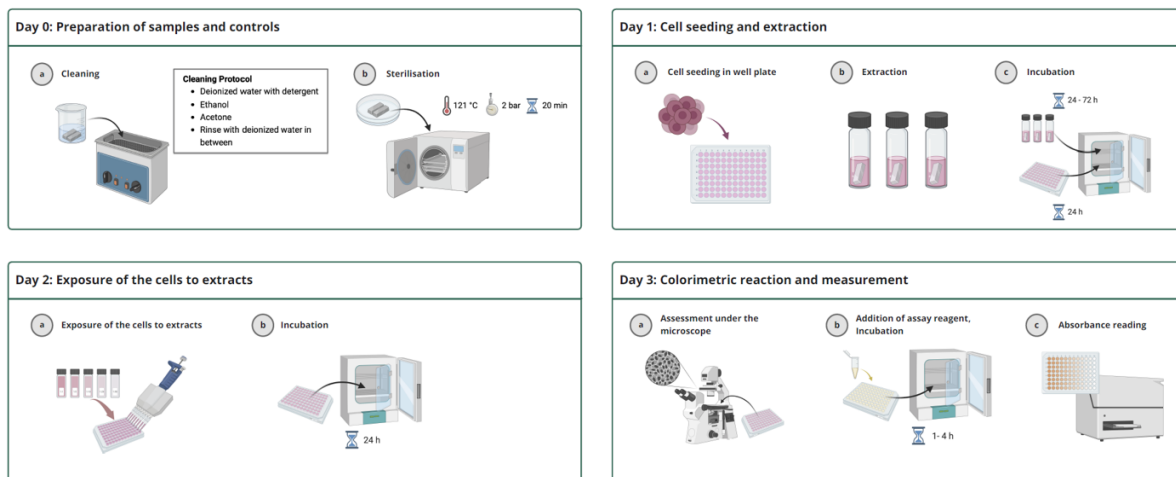 Day 0: Preparation of samples and controls
a Cleaning
Cleaning Protocol
• Deionized water with detergent
• Ethanol
• Acetone
• Rinse with deionized water in
between
b Sterilisation
121 °C 2 bar 20 min
Day 1: Cell seeding and extraction
a Cell seeding in well plate
b Extraction
c Incubation
24 - 72 h
24 h
Day 2: Exposure of the cells to extracts
a Exposure of the cells to extracts
b Incubation
24 h
Day 3: Colorimetric reaction and measurement
a Assessment under the
microscope
b Addition of assay reagent,
Incubation
1- 4 h
c Absorbance reading